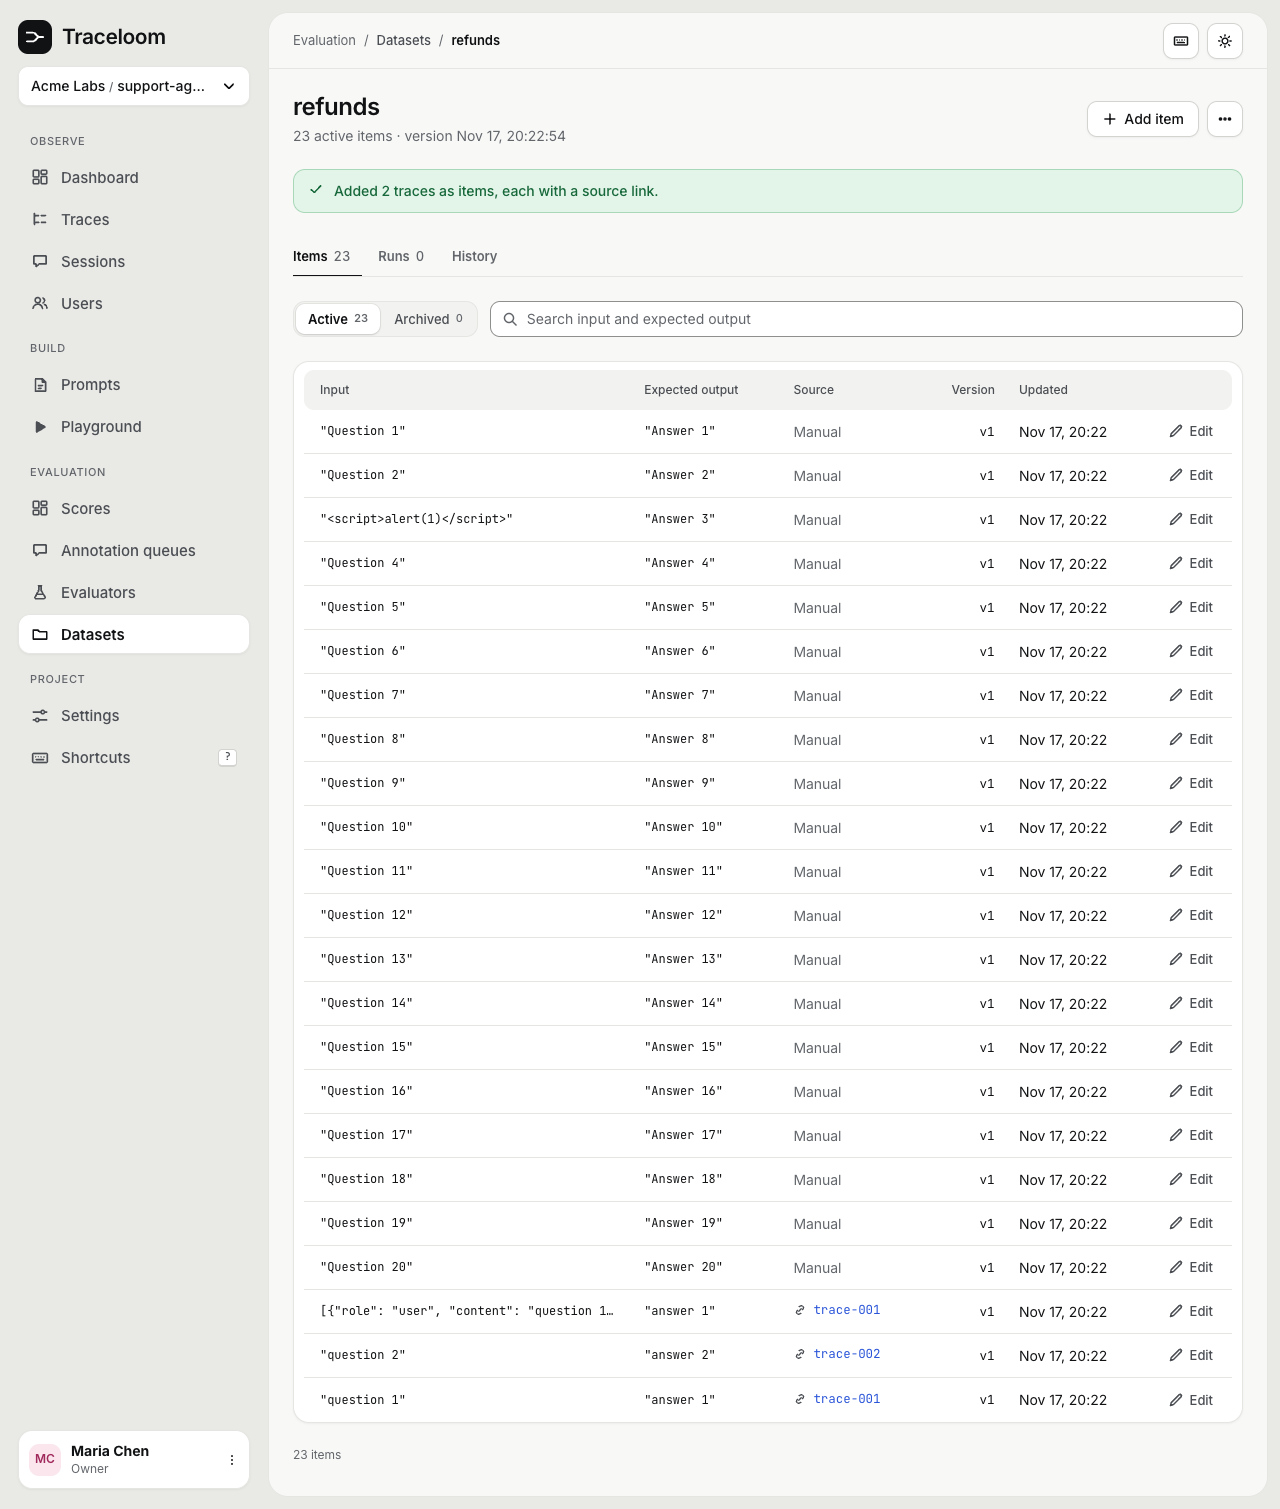 Traceloom
Acme Labs / support-ag...
OBSERVE
Dashboard
Traces
Sessions
Users
BUILD
Prompts
Playground
EVALUATION
Scores
Annotation queues
Evaluators
Datasets
PROJECT
Settings
Shortcuts ?
MC
Maria Chen
Owner
Evaluation / Datasets / refunds
refunds
23 active items · version Nov 17, 20:22:54
Add item
Added 2 traces as items, each with a source link.
Items 23 Runs 0 History
Active 23 Archived 0 Search input and expected output
Input Expected output Source Version Updated
"Question 1" "Answer 1" Manual v1 Nov 17, 20:22 Edit
"Question 2" "Answer 2" Manual v1 Nov 17, 20:22 Edit
"<script>alert(1)</script>" "Answer 3" Manual v1 Nov 17, 20:22 Edit
"Question 4" "Answer 4" Manual v1 Nov 17, 20:22 Edit
"Question 5" "Answer 5" Manual v1 Nov 17, 20:22 Edit
"Question 6" "Answer 6" Manual v1 Nov 17, 20:22 Edit
"Question 7" "Answer 7" Manual v1 Nov 17, 20:22 Edit
"Question 8" "Answer 8" Manual v1 Nov 17, 20:22 Edit
"Question 9" "Answer 9" Manual v1 Nov 17, 20:22 Edit
"Question 10" "Answer 10" Manual v1 Nov 17, 20:22 Edit
"Question 11" "Answer 11" Manual v1 Nov 17, 20:22 Edit
"Question 12" "Answer 12" Manual v1 Nov 17, 20:22 Edit
"Question 13" "Answer 13" Manual v1 Nov 17, 20:22 Edit
"Question 14" "Answer 14" Manual v1 Nov 17, 20:22 Edit
"Question 15" "Answer 15" Manual v1 Nov 17, 20:22 Edit
"Question 16" "Answer 16" Manual v1 Nov 17, 20:22 Edit
"Question 17" "Answer 17" Manual v1 Nov 17, 20:22 Edit
"Question 18" "Answer 18" Manual v1 Nov 17, 20:22 Edit
"Question 19" "Answer 19" Manual v1 Nov 17, 20:22 Edit
"Question 20" "Answer 20" Manual v1 Nov 17, 20:22 Edit
[{"role": "user", "content": "question 1… "answer 1" trace-001 v1 Nov 17, 20:22 Edit
"question 2" "answer 2" trace-002 v1 Nov 17, 20:22 Edit
"question 1" "answer 1" trace-001 v1 Nov 17, 20:22 Edit
23 items